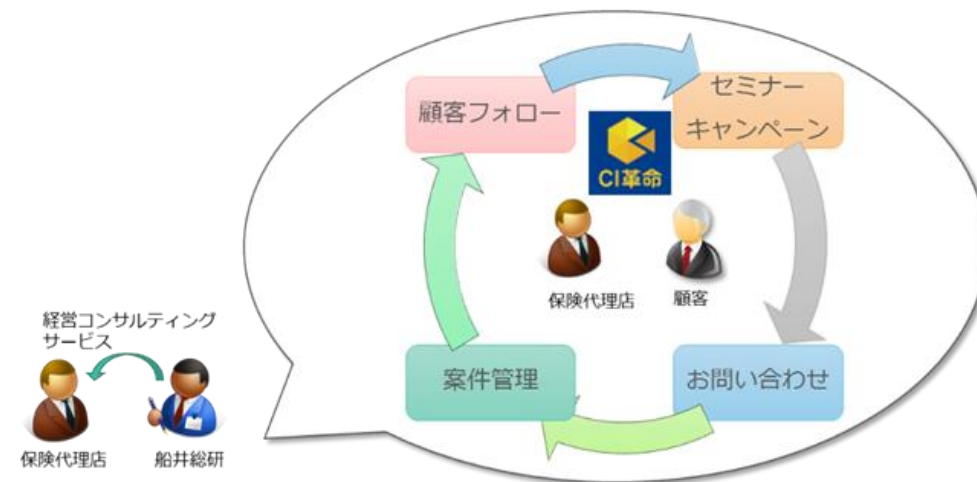 顧客フォロー
セミナー
キャンペーン
CI革命
保険代理店
顧客
案件管理
お問い合わせ
経営コンサルティング
サービス
保険代理店
船井総研